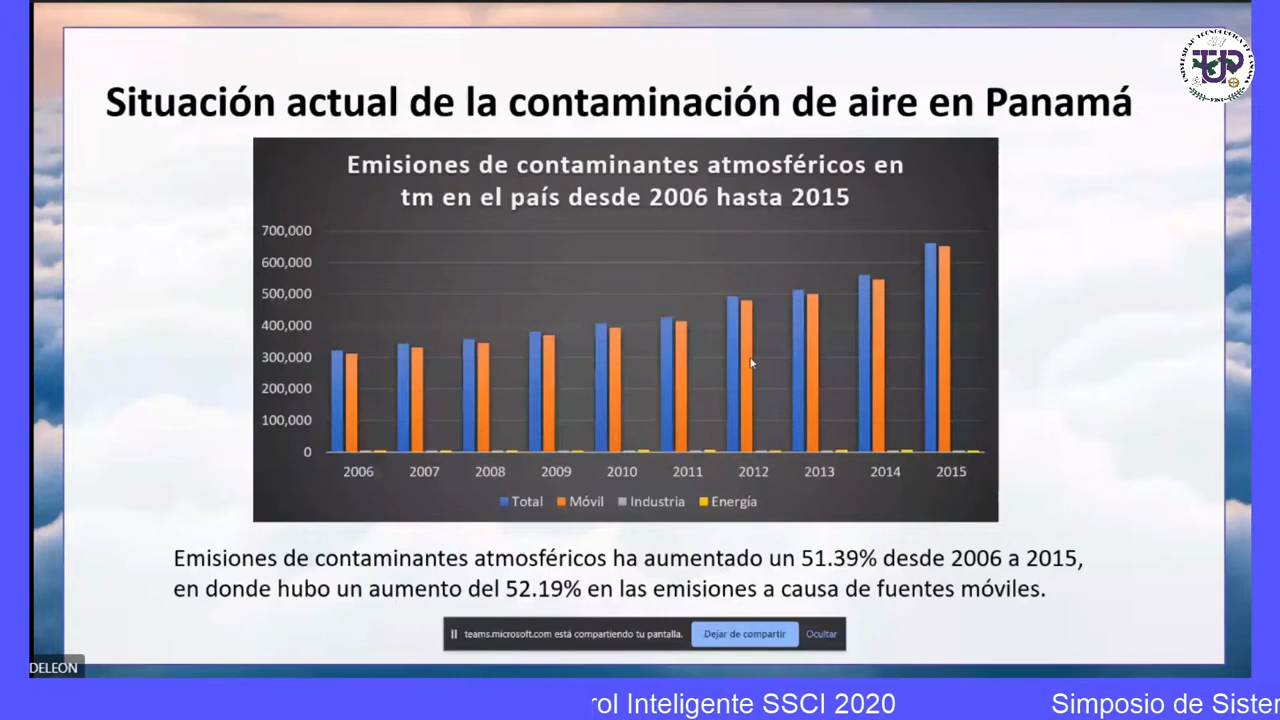 Situación actual de la contaminación de aire en Panamá
Emisiones de contaminantes atmosféricos en
tm en el país desde 2006 hasta 2015
700,000
600,000
500,000
400,000
300,000
200,000
100,000
0
2006 2007 2008 2009 2010 2011 2012 2013 2014 2015
Total Móvil Industria Energía
Emisiones de contaminantes atmosféricos ha aumentado un 51.39% desde 2006 a 2015,
en donde hubo un aumento del 52.19% en las emisiones a causa de fuentes móviles.
teams.microsoft.com está compartiendo tu pantalla. Dejar de compartir Ocultar
DELEON
rol Inteligente SSCI 2020 Simposio de Sister